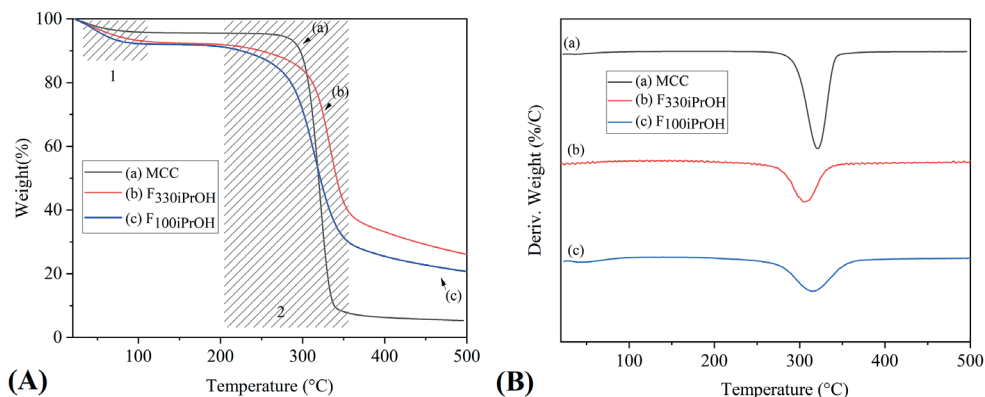 100
80
60
40
20
0
Weight(%)
1
2
(a)
(b)
(c)
(a) MCC
(b) F330iPrOH
(c) F100iPrOH
100
200
300
400
500
Temperature (°C)
(A)
Deriv. Weight (%/C)
(a)
(b)
(c)
(a) MCC
(b) F330iPrOH
(c) F100iPrOH
100
200
300
400
500
Temperature (°C)
(B)